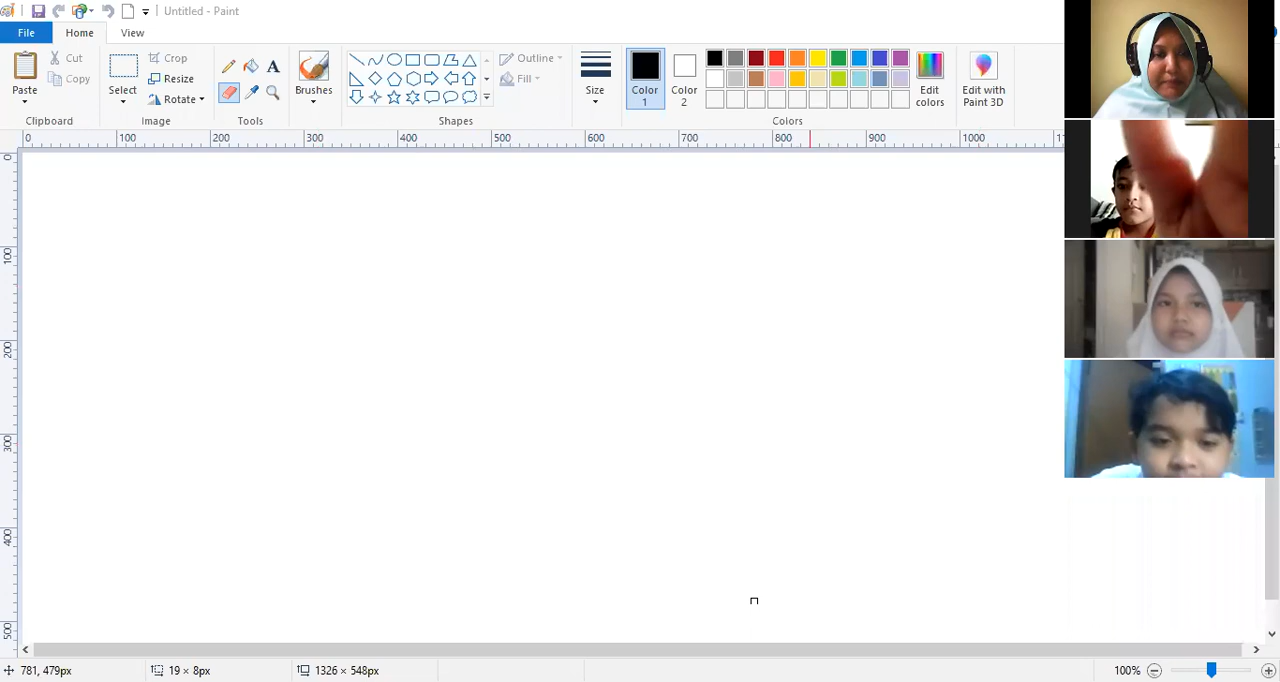 Untitled - Paint
File Home View
Paste Cut Copy
Clipboard
Select Crop Resize Rotate
Image
Tools
Brushes
Shapes
Outline Fill
Size
Color 1 Color 2
Edit colors
Colors
Edit with Paint 3D
0 100 200 300 400 500 600 700 800 900 1000
0
100
200
300
400
500
781, 479px 19 × 8px 1326 × 548px 100%